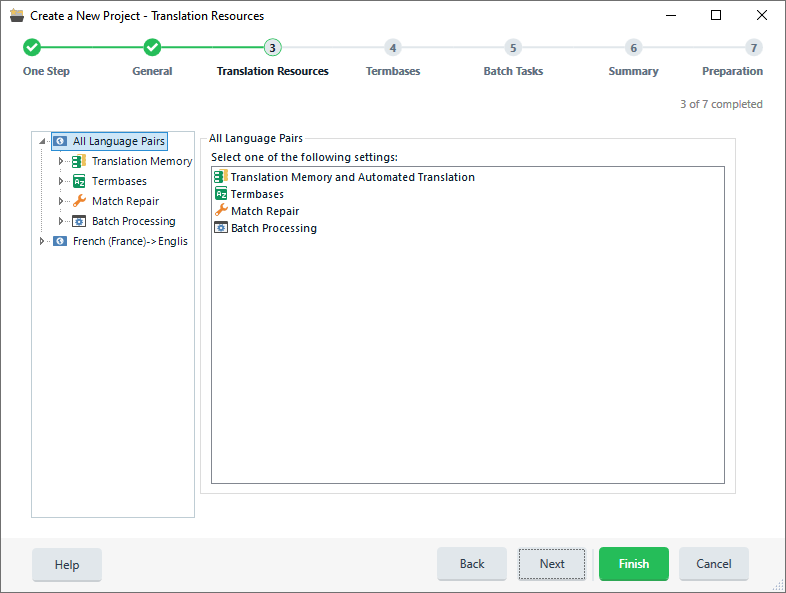 Create a New Project - Translation Resources
3
4
5
6
7
One Step
General
Translation Resources
Termbases
Batch Tasks
Summary
Preparation
3 of 7 completed
All Language Pairs
Translation Memory
Termbases
Match Repair
Batch Processing
French (France)->Englis
All Language Pairs
Select one of the following settings:
Translation Memory and Automated Translation
Termbases
Match Repair
Batch Processing
Help
Back
Next
Finish
Cancel